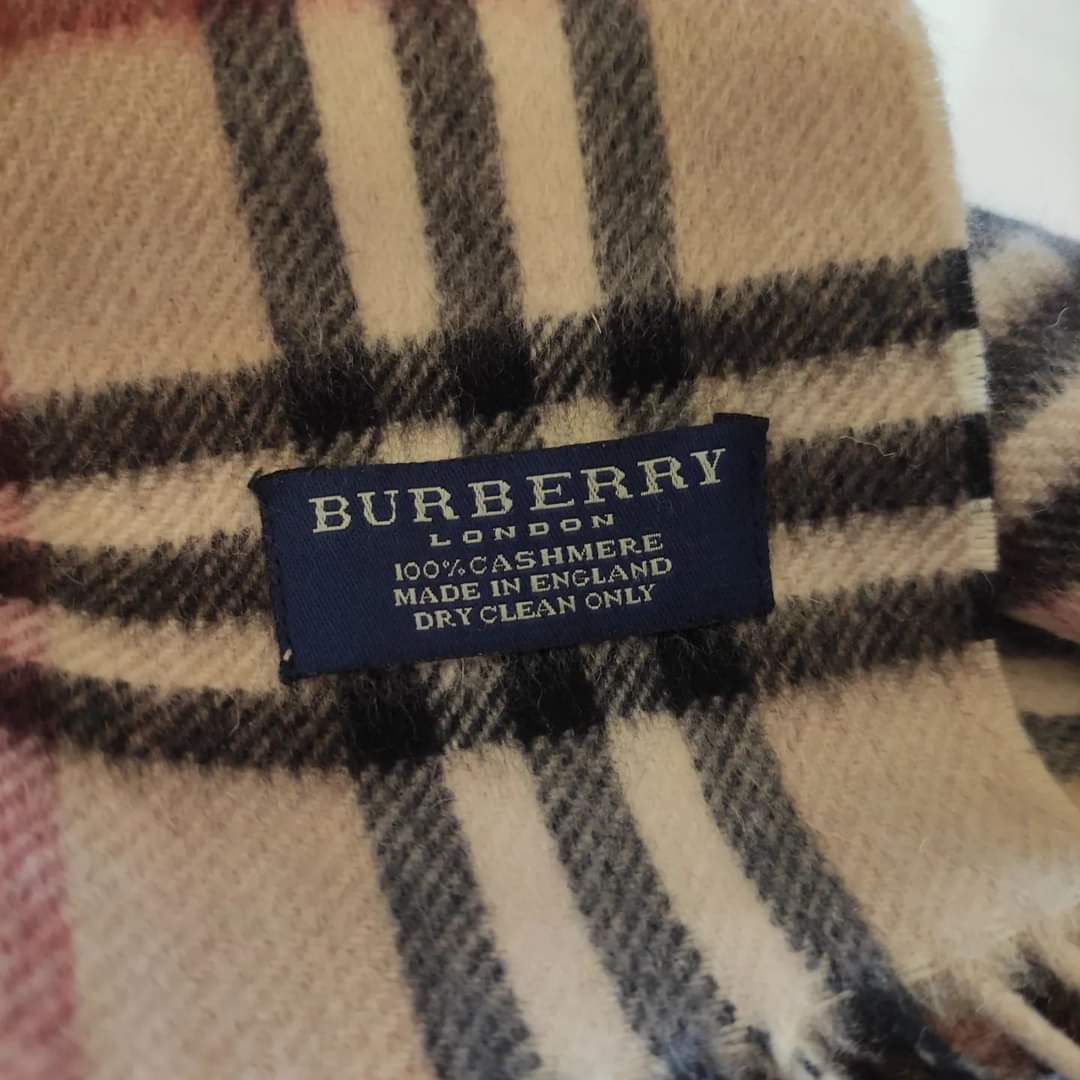 BURBERRY
LONDON
100% CASHMERE
MADE IN ENGLAND
DRY CLEAN ONLY